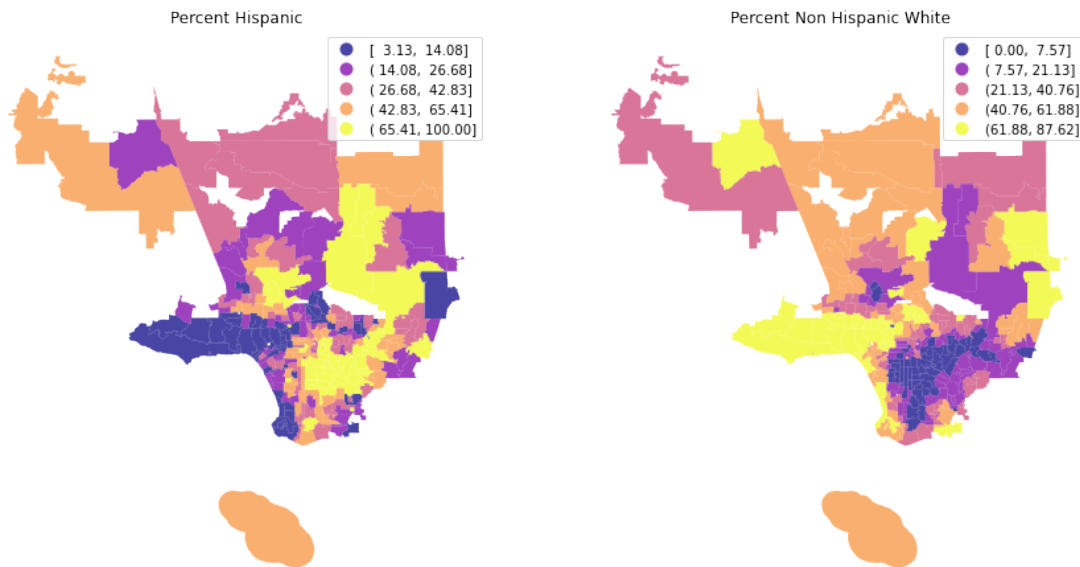 Percent Hispanic
[ 3.13, 14.08]
( 14.08, 26.68]
( 26.68, 42.83]
( 42.83, 65.41]
( 65.41, 100.00]
Percent Non Hispanic White
[ 0.00, 7.57]
( 7.57, 21.13]
(21.13, 40.76]
(40.76, 61.88]
(61.88, 87.62]